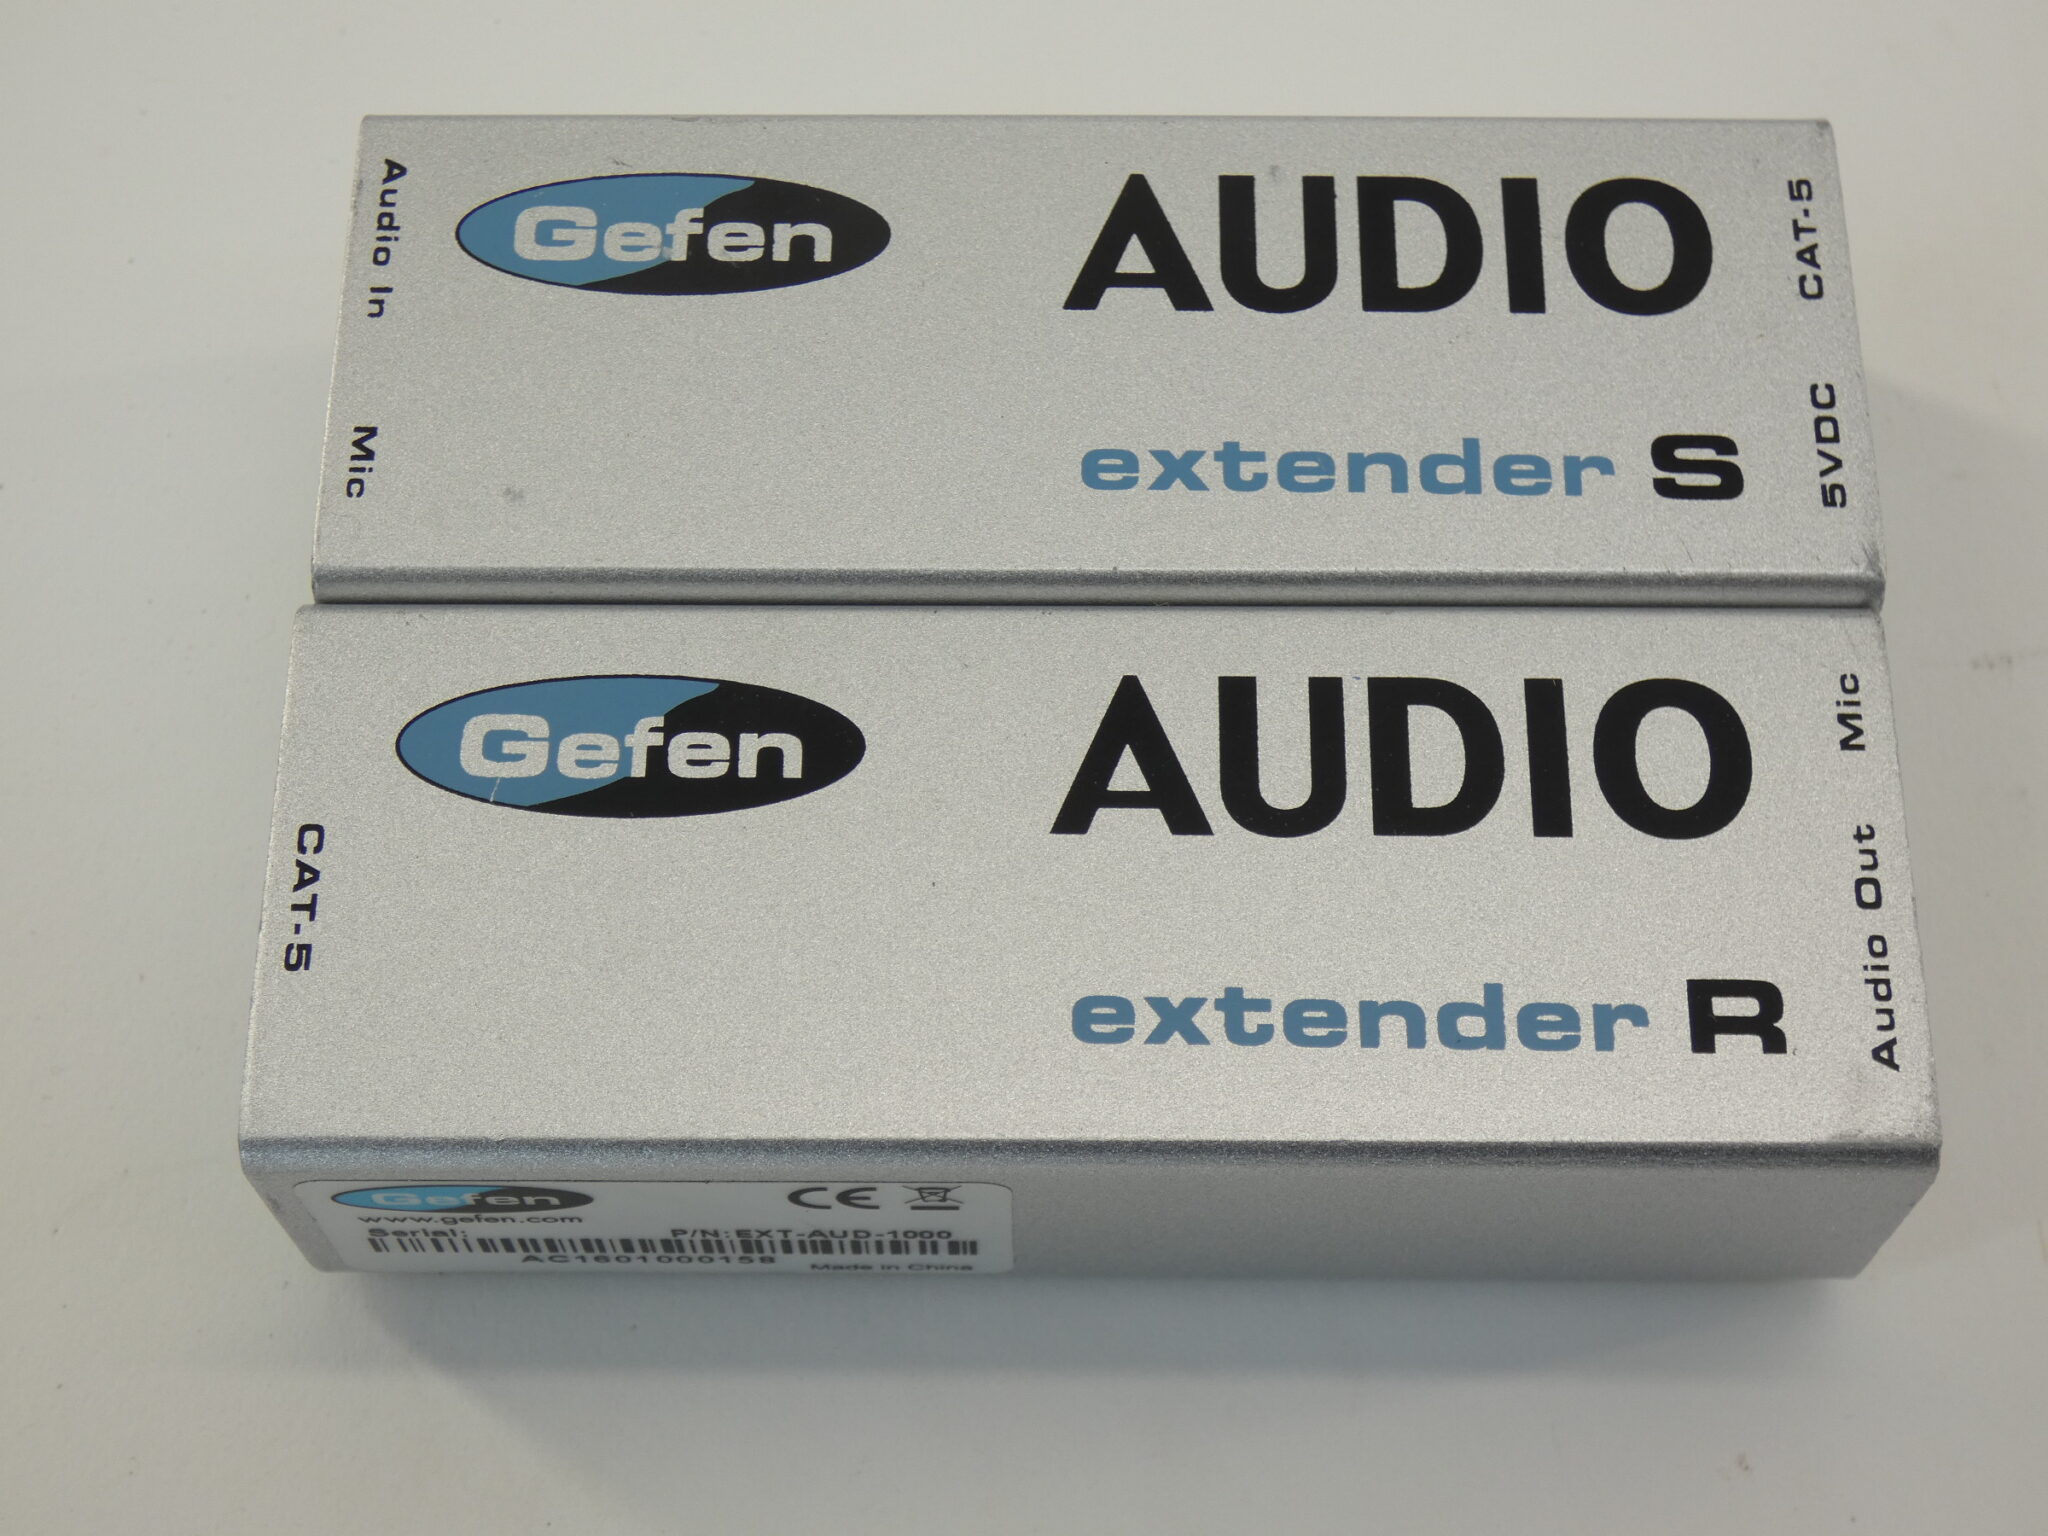 Audio In
Mic
Gefen
AUDIO
extender S
CAT-5
5VDC
CAT-5
Gefen
AUDIO
extender R
Mic
Audio Out
Gefen
CE
www.gefen.com
Serial: P/N:EXT-AUD-1000
AC1601000158 Made in China